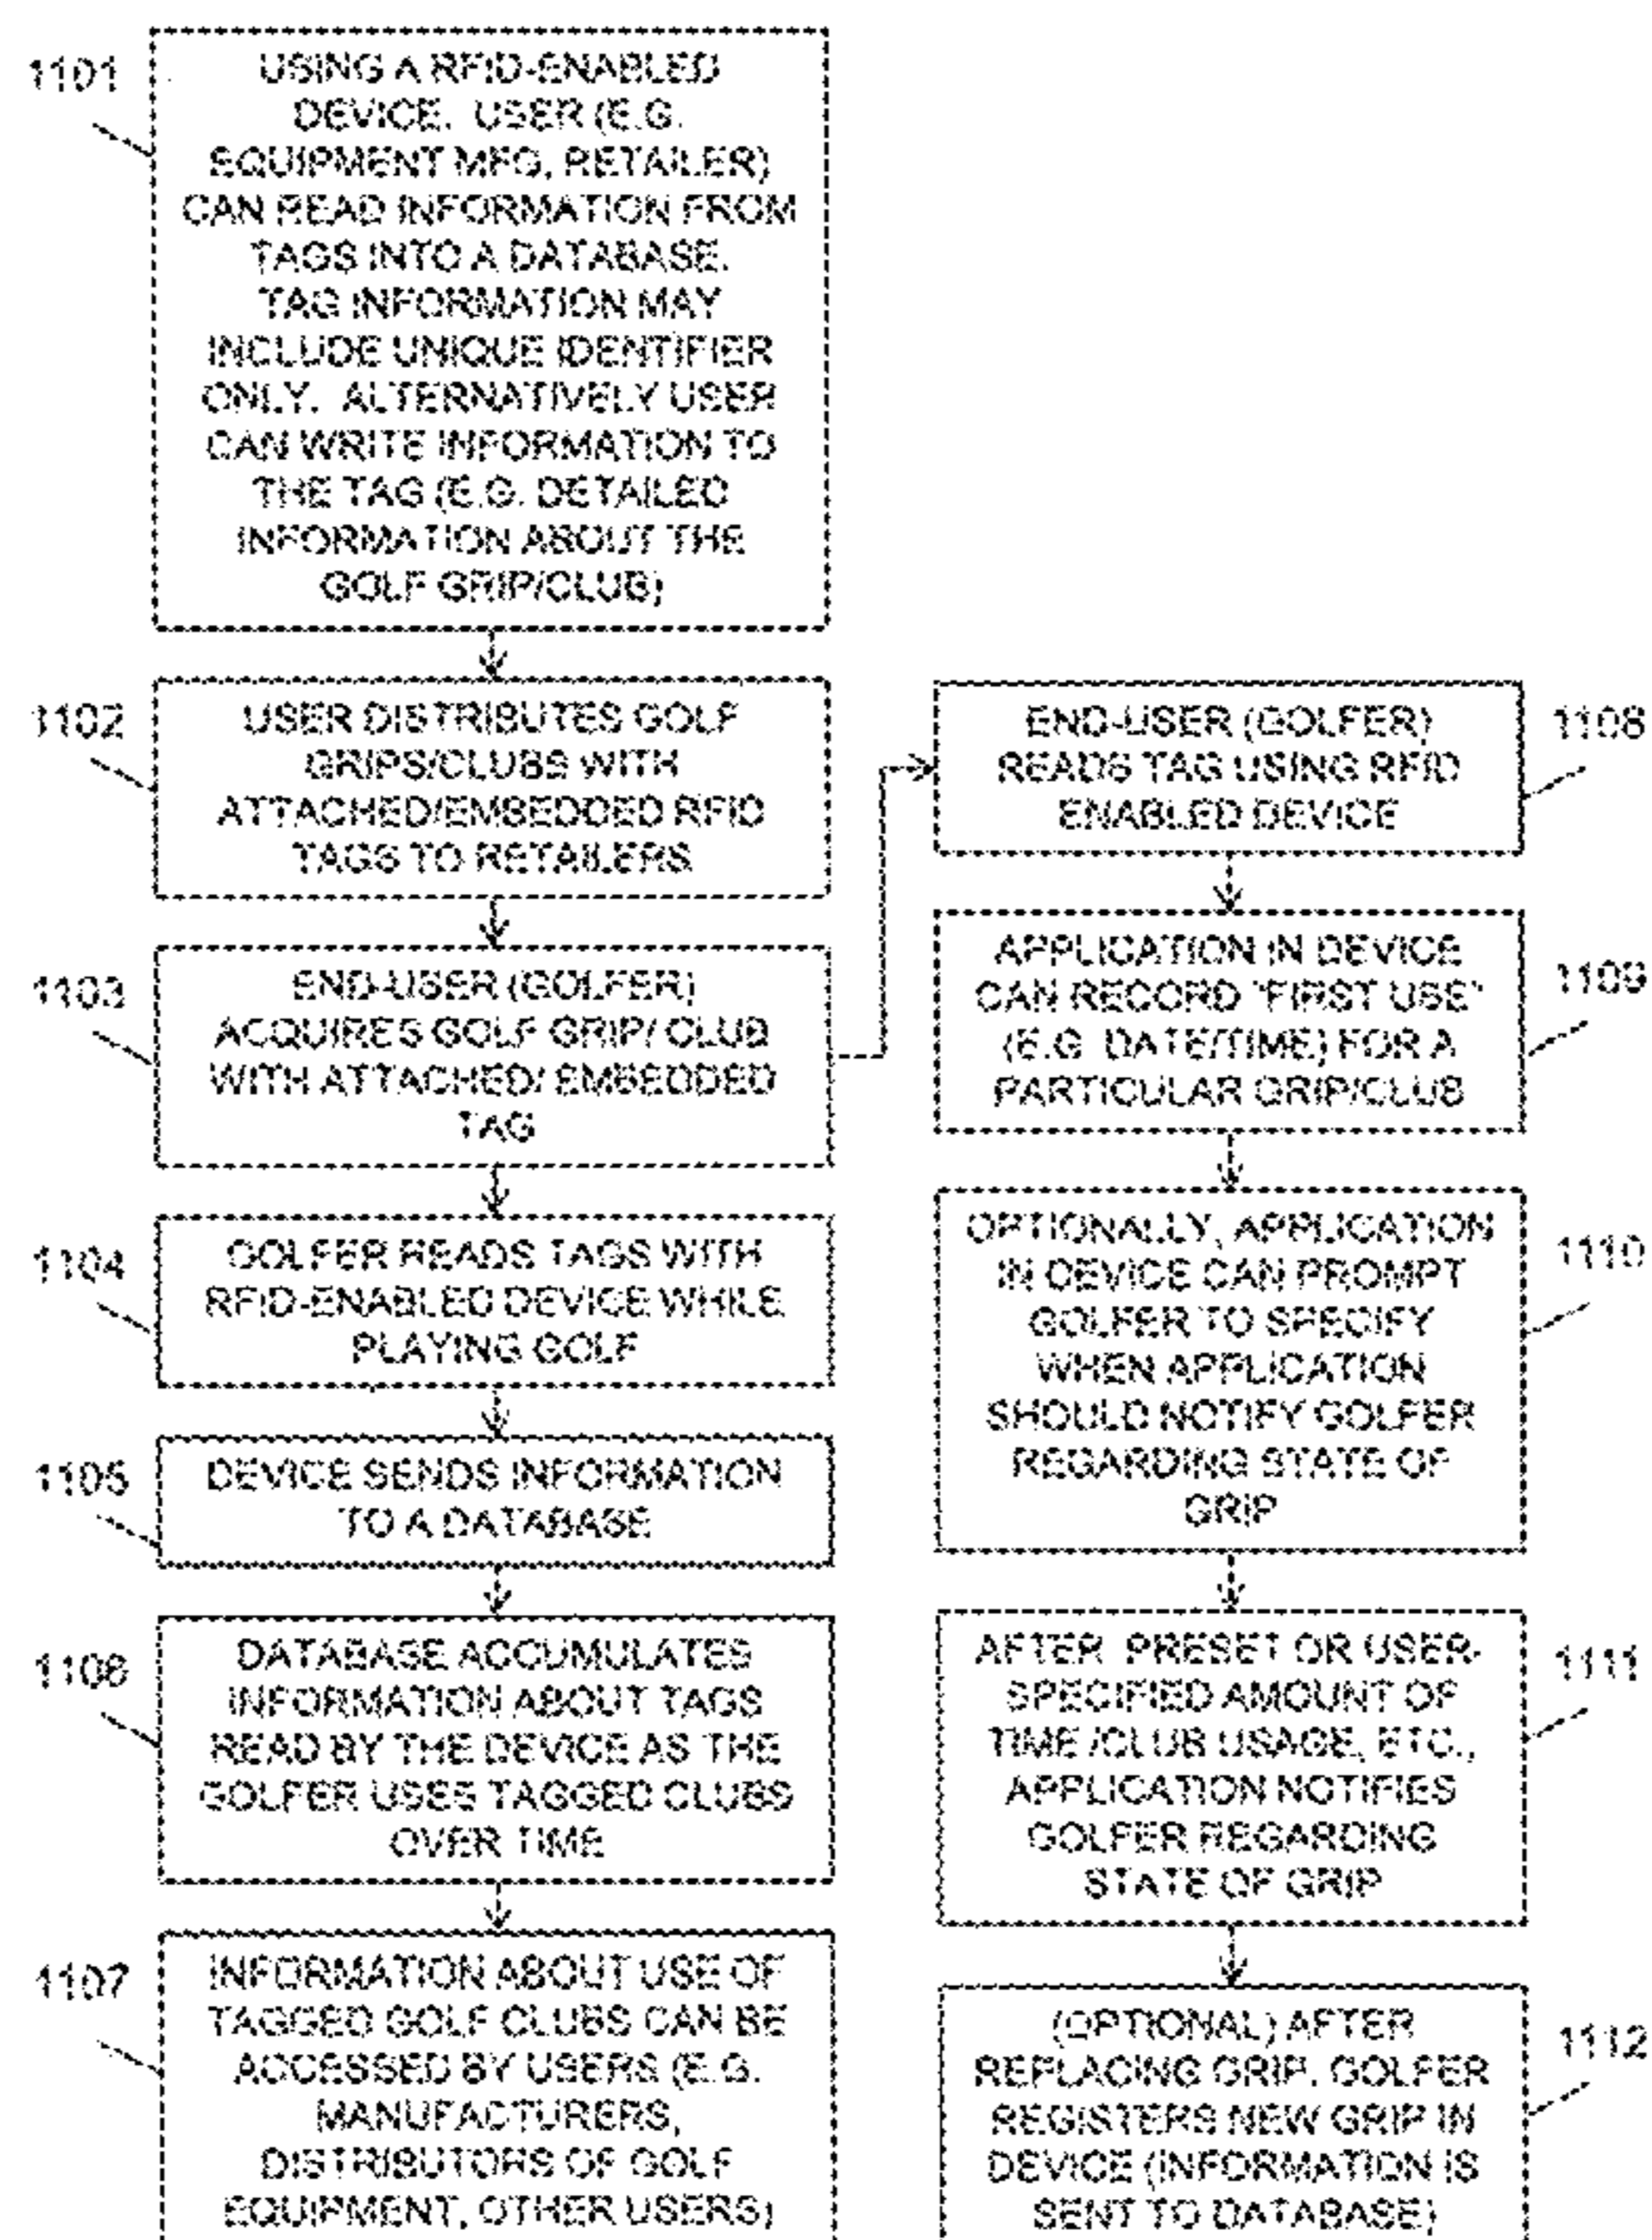 1101
USING A RFID-ENABLED
DEVICE, USER (E.G.
EQUIPMENT MFG, RETAILER)
CAN READ INFORMATION FROM
TAGS INTO A DATABASE.
TAG INFORMATION MAY
INCLUDE UNIQUE IDENTIFIER
ONLY. ALTERNATIVELY USER
CAN WRITE INFORMATION TO
THE TAG (E.G. DETAILED
INFORMATION ABOUT THE
GOLF GRIP/CLUB)
1102
USER DISTRIBUTES GOLF
GRIPS/CLUBS WITH
ATTACHED/EMBEDDED RFID
TAGS TO RETAILERS
1103
END-USER (GOLFER)
ACQUIRES GOLF GRIP/ CLUB
WITH ATTACHED/ EMBEDDED
TAG
1104
GOLFER READS TAGS WITH
RFID-ENABLED DEVICE WHILE
PLAYING GOLF
1105
DEVICE SENDS INFORMATION
TO A DATABASE
1106
DATABASE ACCUMULATES
INFORMATION ABOUT TAGS
READ BY THE DEVICE AS THE
GOLFER USES TAGGED CLUBS
OVER TIME
1107
INFORMATION ABOUT USE OF
TAGGED GOLF CLUBS CAN BE
ACCESSED BY USERS (E.G.
MANUFACTURERS,
DISTRIBUTORS OF GOLF
EQUIPMENT, OTHER USERS)
1108
END-USER (GOLFER)
READS TAG USING RFID
ENABLED DEVICE
1109
APPLICATION IN DEVICE
CAN RECORD "FIRST USE"
(E.G. DATE/TIME) FOR A
PARTICULAR GRIP/CLUB
1110
OPTIONALLY, APPLICATION
IN DEVICE CAN PROMPT
GOLFER TO SPECIFY
WHEN APPLICATION
SHOULD NOTIFY GOLFER
REGARDING STATE OF
GRIP
1111
AFTER PRESET OR USER-
SPECIFIED AMOUNT OF
TIME /CLUB USAGE, ETC.,
APPLICATION NOTIFIES
GOLFER REGARDING
STATE OF GRIP
1112
(OPTIONAL) AFTER
REPLACING GRIP, GOLFER
REGISTERS NEW GRIP IN
DEVICE (INFORMATION IS
SENT TO DATABASE)